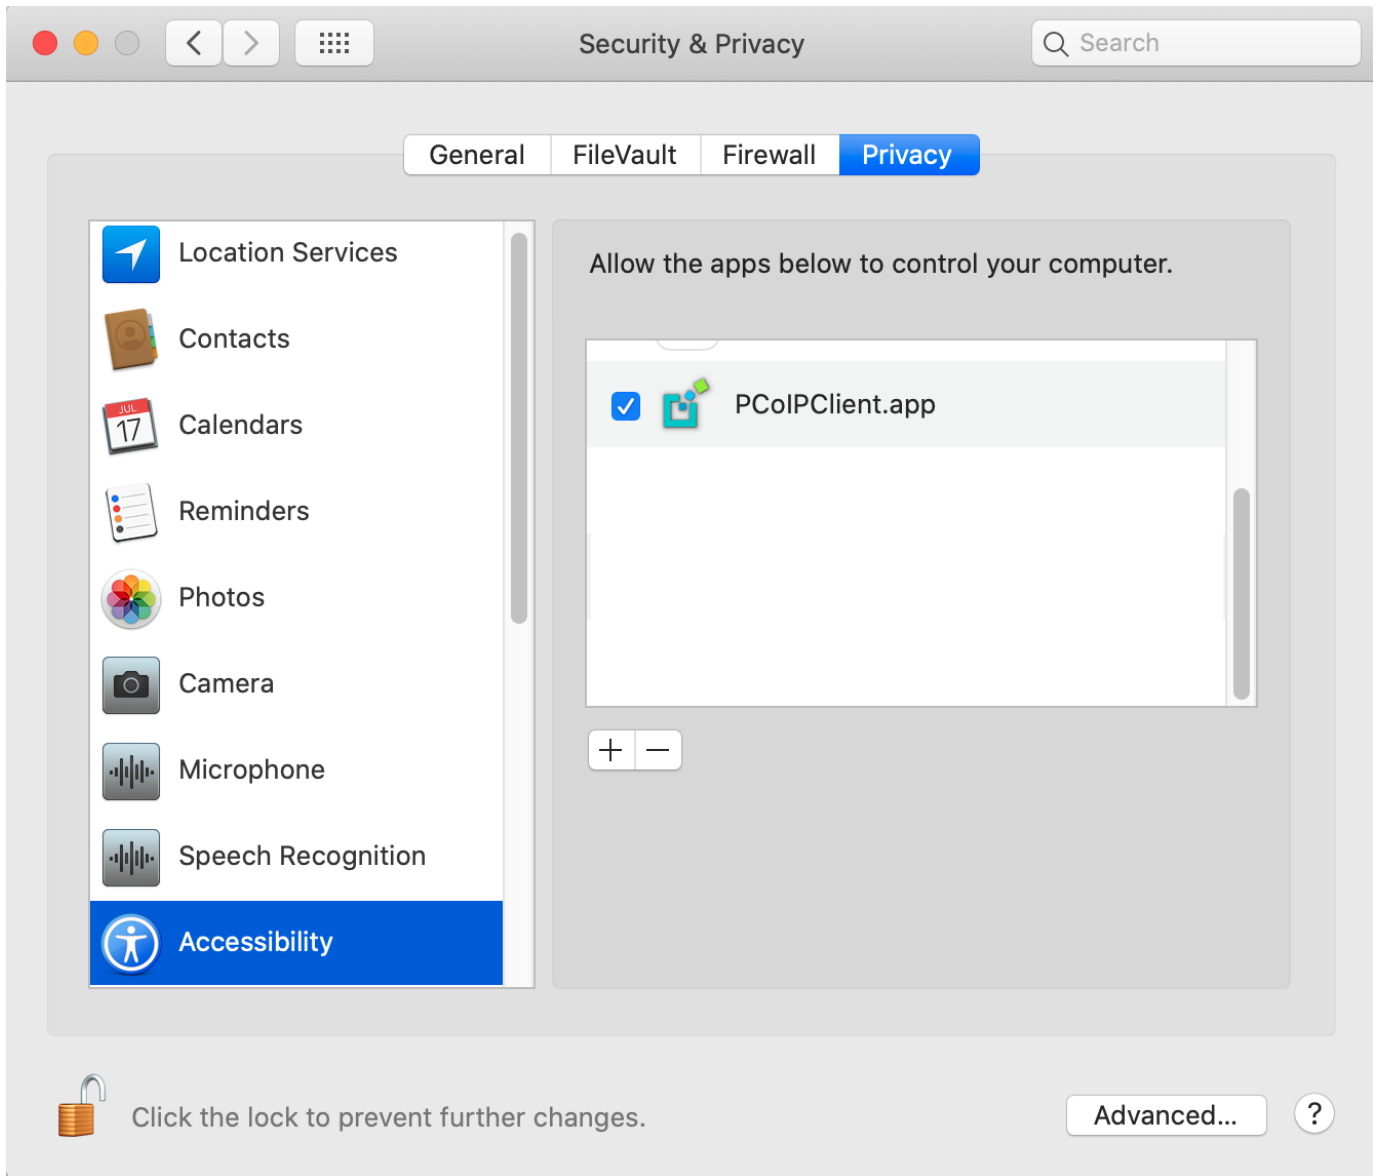 Security & Privacy
Search
General
FileVault
Firewall
Privacy
Location Services
Contacts
JUL
17
Calendars
Reminders
Photos
Camera
Microphone
Speech Recognition
Accessibility
Allow the apps below to control your computer.
PCoIPClient.app
Click the lock to prevent further changes.
Advanced...
?